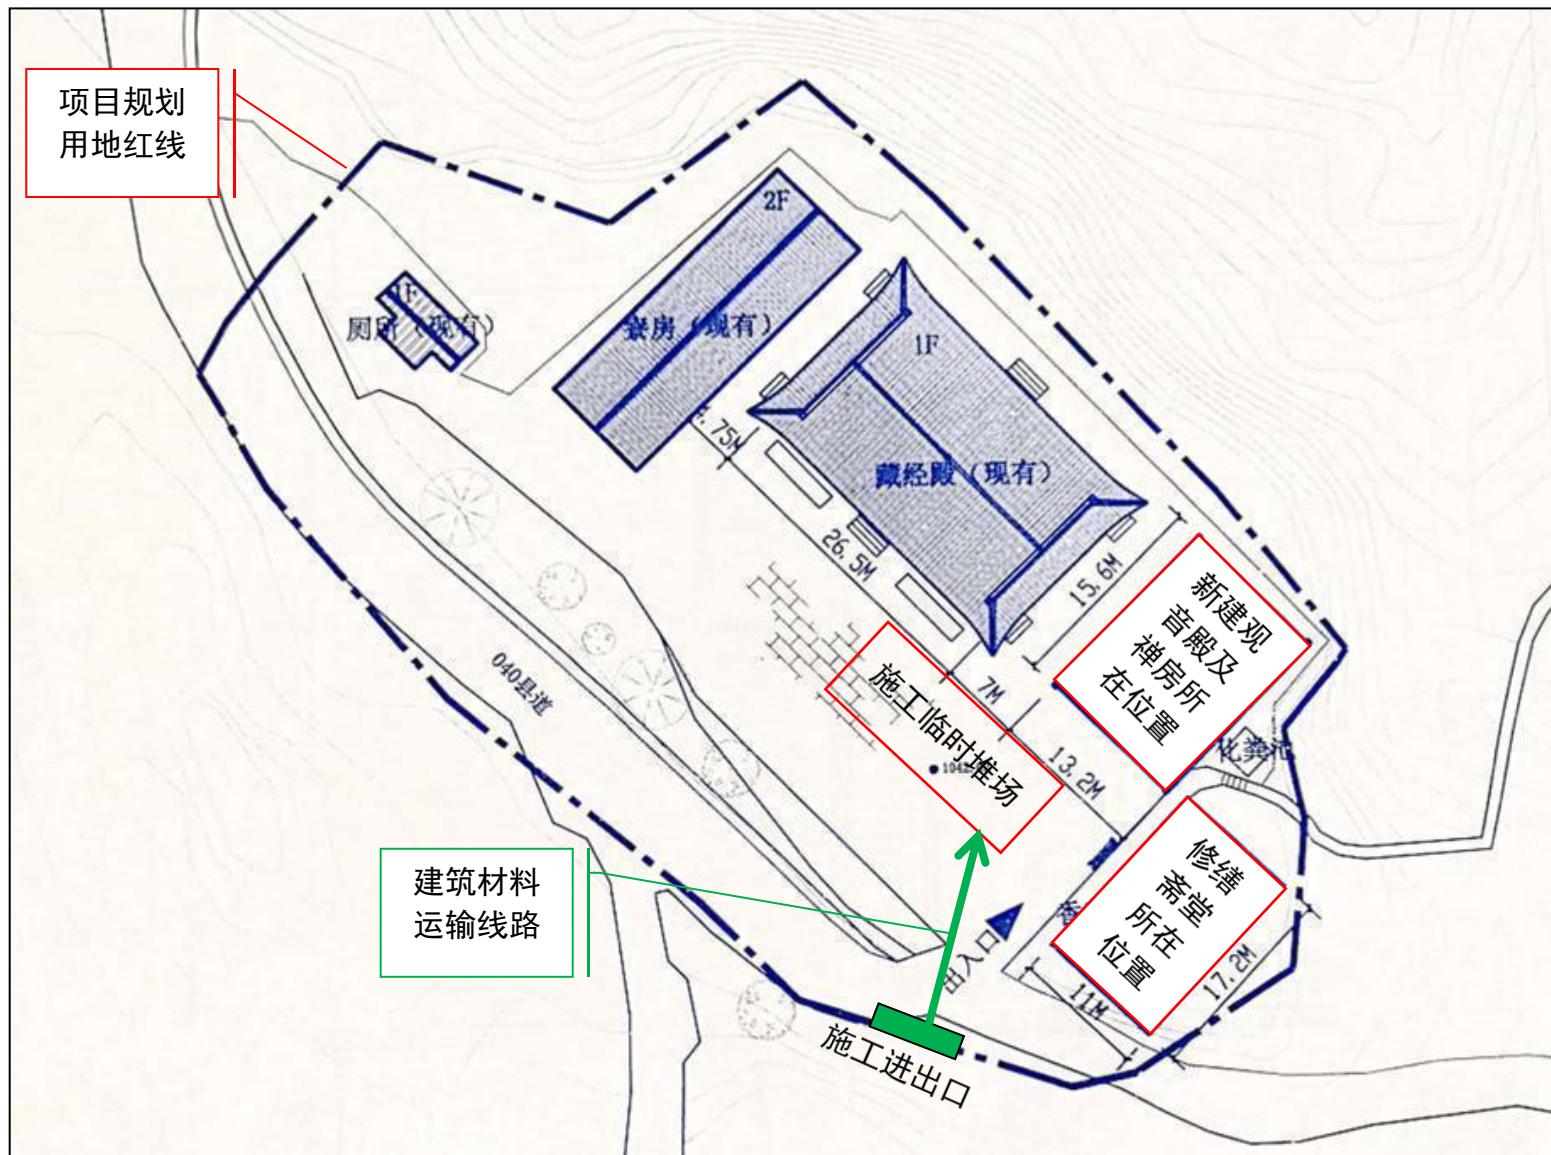 项目规划
用地红线
2F
1F
厕所（现有）
寮房（现有）
1F
藏经殿（现有）
4.75M
26.5M
15.6M
新建观
音殿及
禅房所
在位置
040县道
施工临时堆场
7M
13.2M
化粪池
建筑材料
运输线路
修缮
斋堂
所在
位置
出入口
11M
17.2M
施工进出口